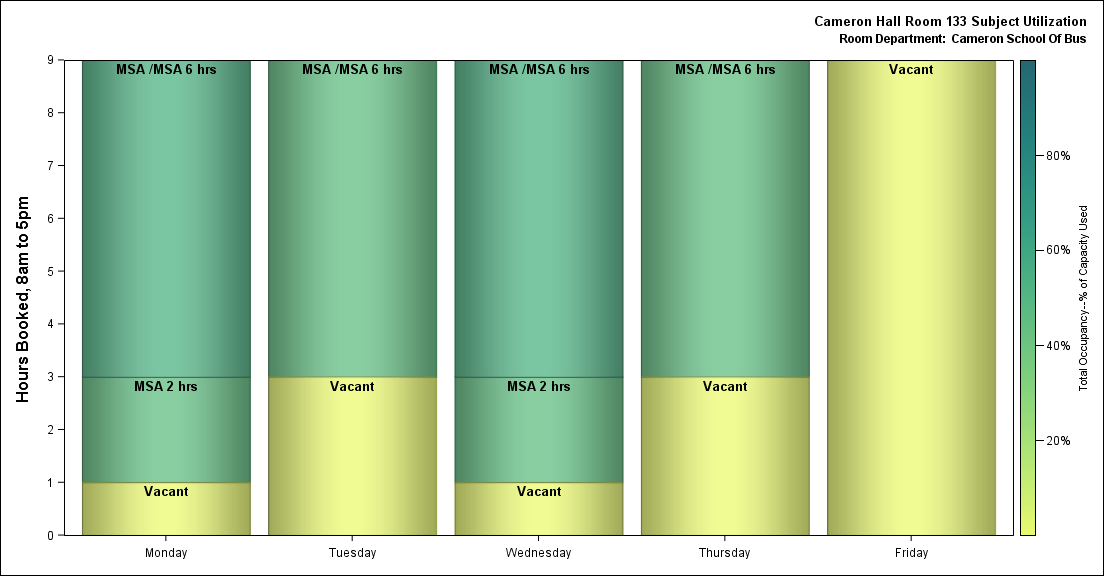 Cameron Hall Room 133 Subject Utilization
Room Department: Cameron School Of Bus
Hours Booked, 8am to 5pm
9
8
7
6
5
4
3
2
1
0
MSA /MSA 6 hrs
MSA 2 hrs
Vacant
MSA /MSA 6 hrs
Vacant
MSA /MSA 6 hrs
MSA 2 hrs
Vacant
MSA /MSA 6 hrs
Vacant
Vacant
Monday
Tuesday
Wednesday
Thursday
Friday
80%
60%
40%
20%
Total Occupancy--% of Capacity Used